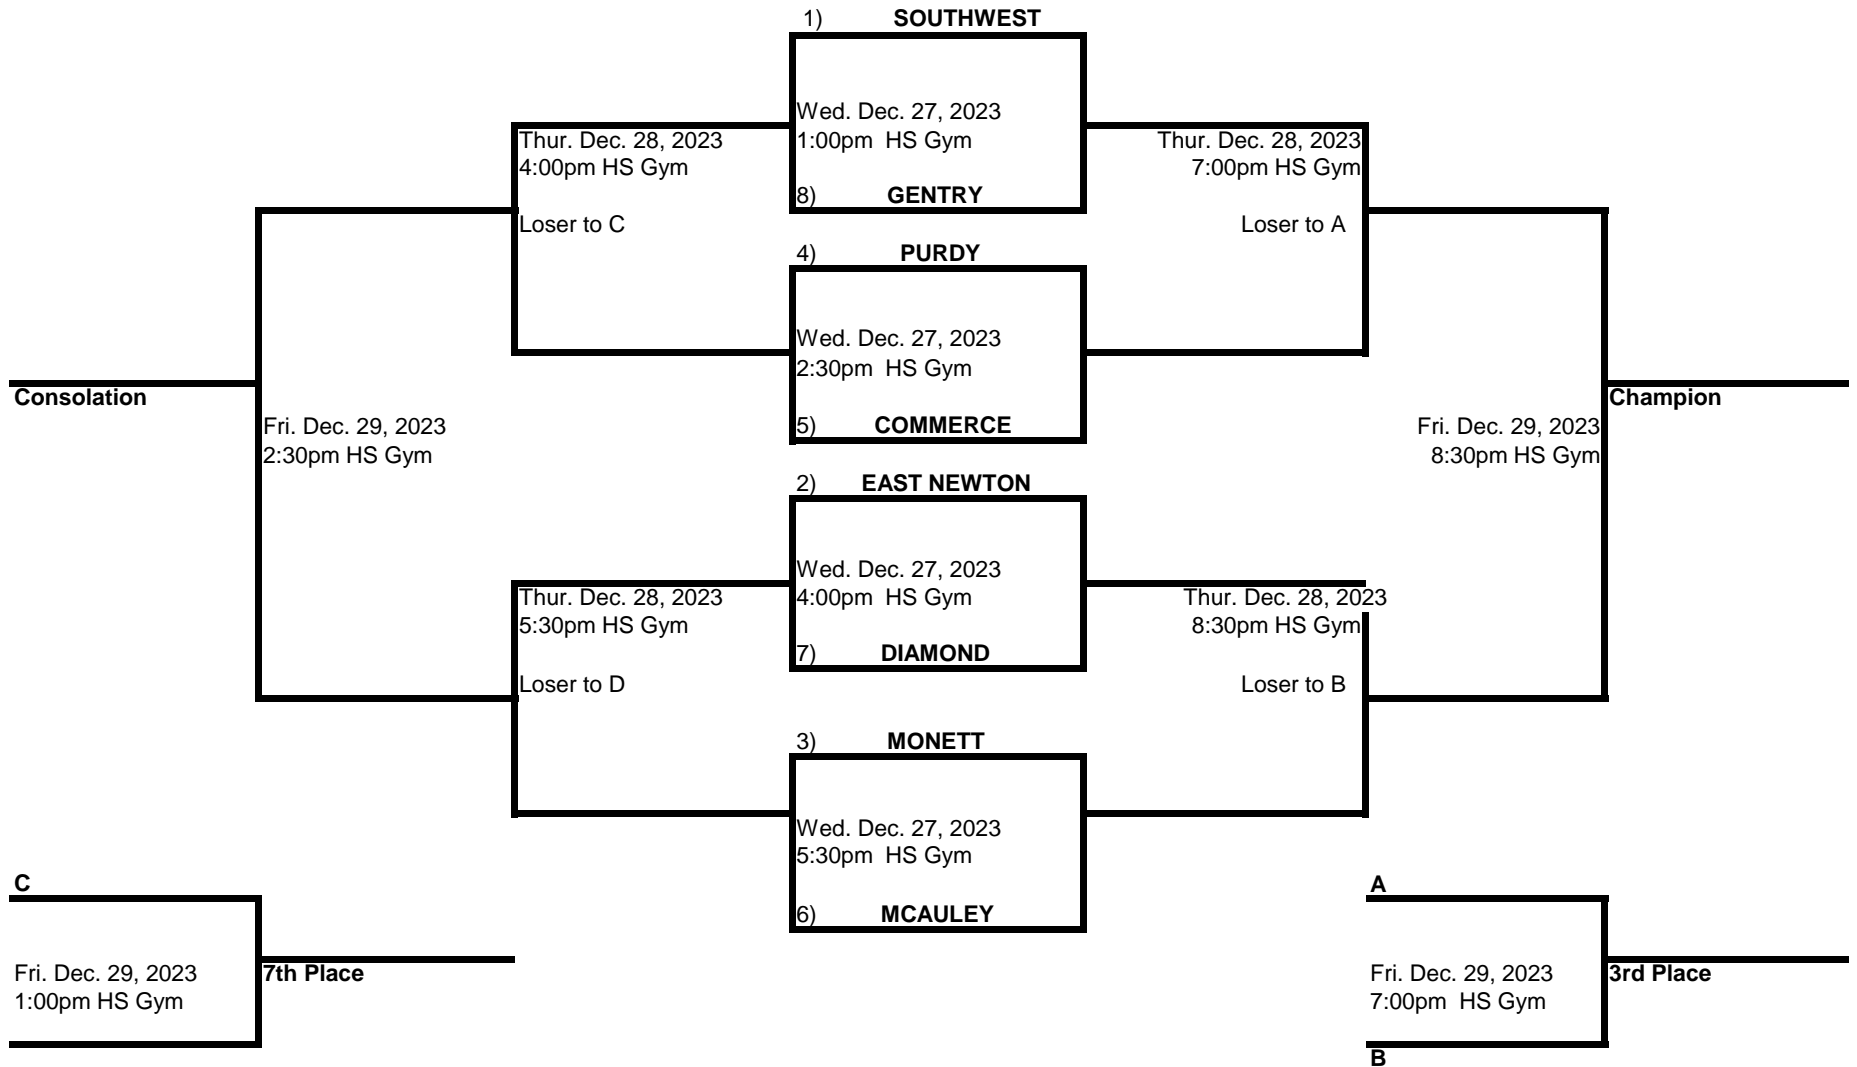 1) SOUTHWEST
Wed. Dec. 27, 2023
1:00pm HS Gym
8) GENTRY
Thur. Dec. 28, 2023
4:00pm HS Gym
Loser to C
Thur. Dec. 28, 2023
7:00pm HS Gym
Loser to A
4) PURDY
Wed. Dec. 27, 2023
2:30pm HS Gym
5) COMMERCE
Consolation
Fri. Dec. 29, 2023
2:30pm HS Gym
Champion
Fri. Dec. 29, 2023
8:30pm HS Gym
2) EAST NEWTON
Wed. Dec. 27, 2023
4:00pm HS Gym
7) DIAMOND
Thur. Dec. 28, 2023
5:30pm HS Gym
Loser to D
Thur. Dec. 28, 2023
8:30pm HS Gym
Loser to B
3) MONETT
Wed. Dec. 27, 2023
5:30pm HS Gym
6) MCAULEY
C
Fri. Dec. 29, 2023
1:00pm HS Gym
7th Place
A
Fri. Dec. 29, 2023
7:00pm HS Gym
3rd Place
B